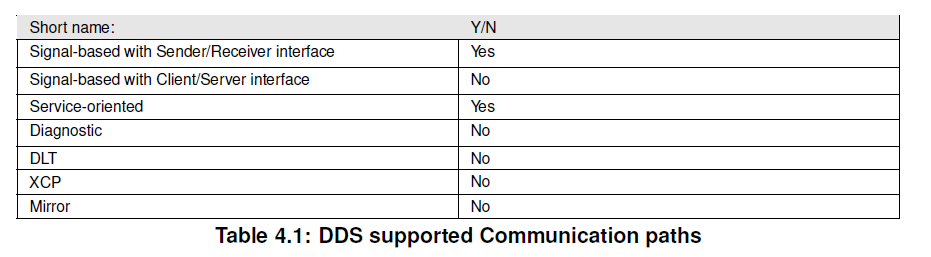 Short name: Y/N
Signal-based with Sender/Receiver interface Yes
Signal-based with Client/Server interface No
Service-oriented Yes
Diagnostic No
DLT No
XCP No
Mirror No
Table 4.1: DDS supported Communication paths